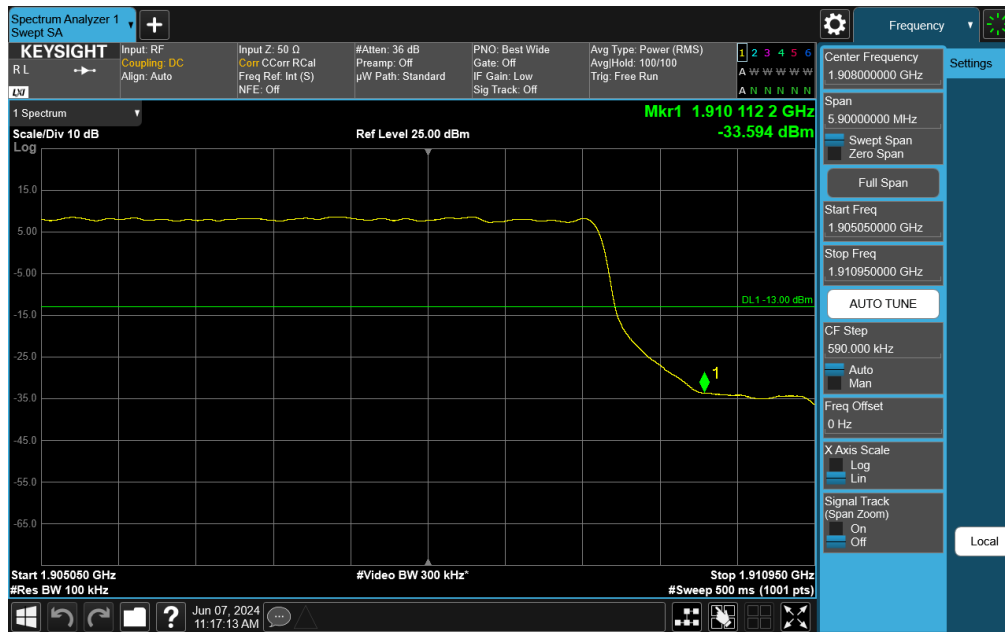 Spectrum Analyzer 1
Swept SA
+
Frequency
KEYSIGHT
R L
LXI
Input: RF
Coupling: DC
Align: Auto
Input Z: 50 Ω
Corr CCorr RCal
Freq Ref: Int (S)
NFE: Off
#Atten: 36 dB
Preamp: Off
µW Path: Standard
PNO: Best Wide
Gate: Off
IF Gain: Low
Sig Track: Off
Avg Type: Power (RMS)
Avg|Hold: 100/100
Trig: Free Run
1 2 3 4 5 6
A W W W W W
A N N N N N
1 Spectrum
Scale/Div 10 dB
Log
Ref Level 25.00 dBm
Mkr1 1.910 112 2 GHz
-33.594 dBm
15.0
5.00
-5.00
-15.0
-25.0
-35.0
-45.0
-55.0
-65.0
DL1 -13.00 dBm
1
Start 1.905050 GHz
#Res BW 100 kHz
#Video BW 300 kHz*
Stop 1.910950 GHz
#Sweep 500 ms (1001 pts)
Center Frequency
1.908000000 GHz
Settings
Span
5.90000000 MHz
Swept Span
Zero Span
Full Span
Start Freq
1.905050000 GHz
Stop Freq
1.910950000 GHz
AUTO TUNE
CF Step
590.000 kHz
Auto
Man
Freq Offset
0 Hz
X Axis Scale
Log
Lin
Signal Track
(Span Zoom)
On
Off
Local
?
Jun 07, 2024
11:17:13 AM